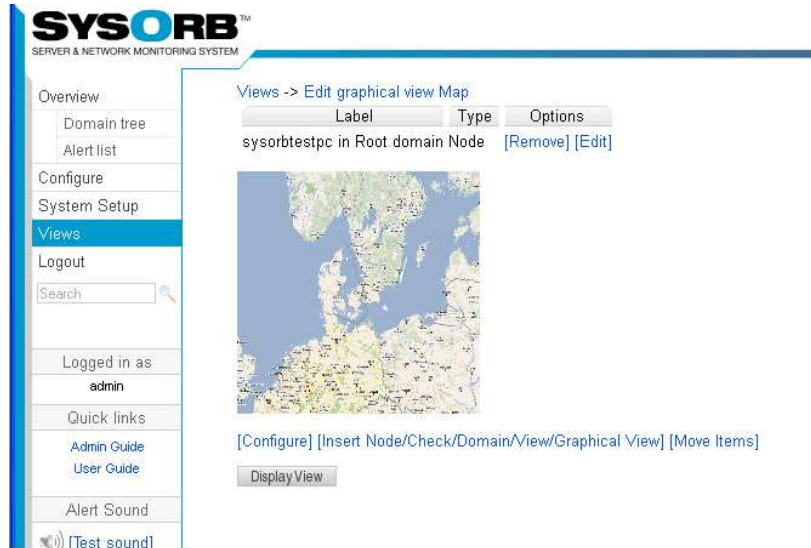 SYSORB TM
SERVER & NETWORK MONITORING SYSTEM
Overview
Domain tree
Alert list
Configure
System Setup
Views
Logout
Search
Logged in as
admin
Quick links
Admin Guide
User Guide
Alert Sound
[Test sound]
Views -> Edit graphical view Map
Label Type Options
sysorbtestpc in Root domain Node [Remove] [Edit]
[Configure] [Insert Node/Check/Domain/View/Graphical View] [Move Items]
Display View